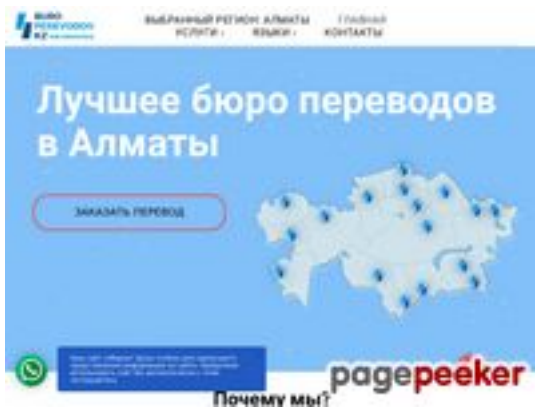 BURO
PEREVODOV
KZ
ВЫБРАННЫЙ РЕГИОН: АЛМАТЫ
ГЛАВНАЯ
УСЛУГИ
ЯЗЫКИ
КОНТАКТЫ
Лучшее бюро переводов
в Алматы
ЗАКАЗАТЬ ПЕРЕВОД
pagepeeker
Почему мы?